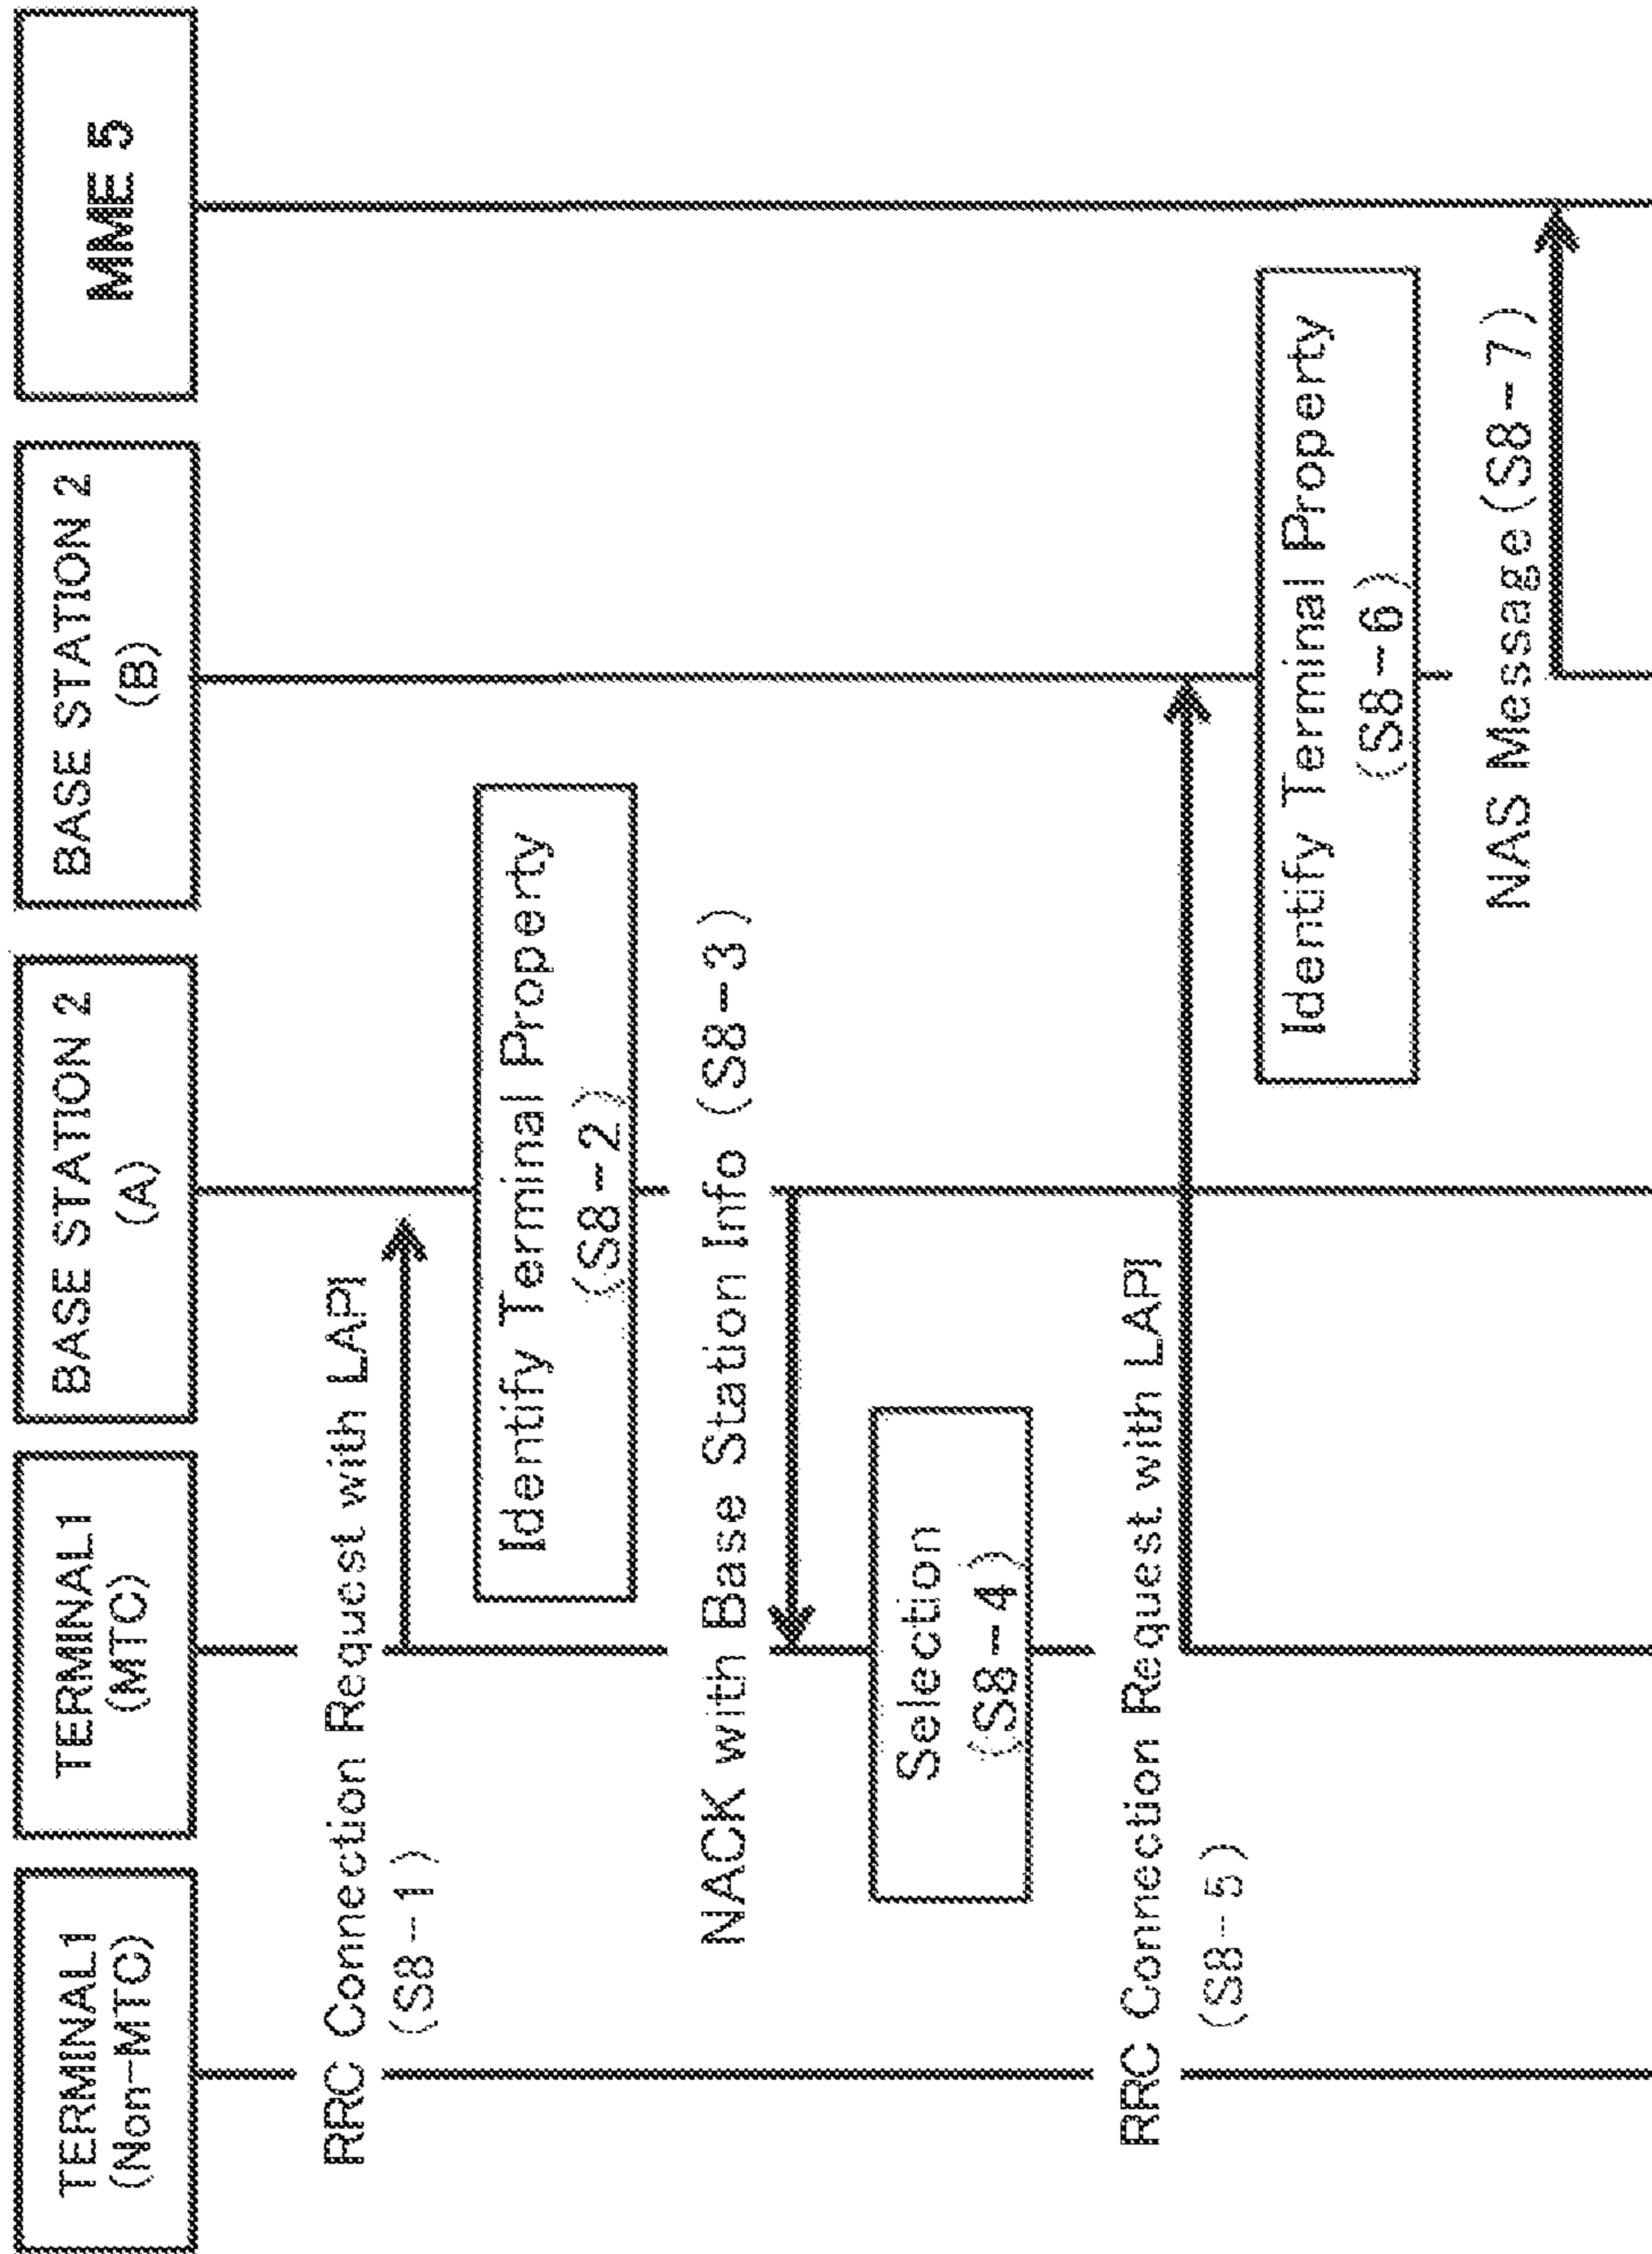 TERMINAL1
(Non-MTC)
TERMINAL1
(MTC)
BASE STATION 2
(A)
BASE STATION 2
(B)
MME 5
RRC Connection Request with LAPI
(S8-1)
Identify Terminal Property
(S8-2)
NACK with Base Station Info (S8-3)
Selection
(S8-4)
RRC Connection Request with LAPI
(S8-5)
Identify Terminal Property
(S8-6)
NAS Message(S8-7)